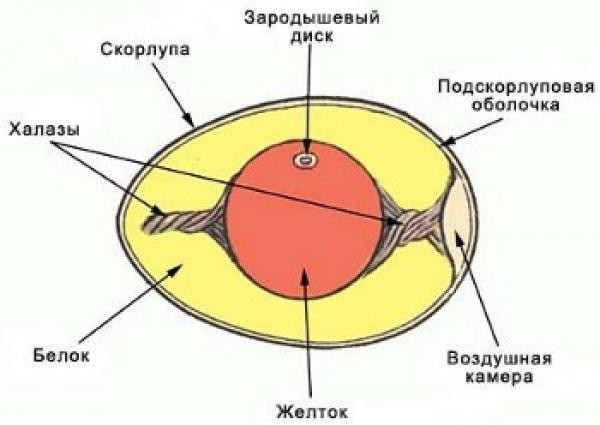 Зародышевый
диск
Скорлупа
Подскорлуповая
оболочка
Халазы
Белок
Воздушная
камера
Желток